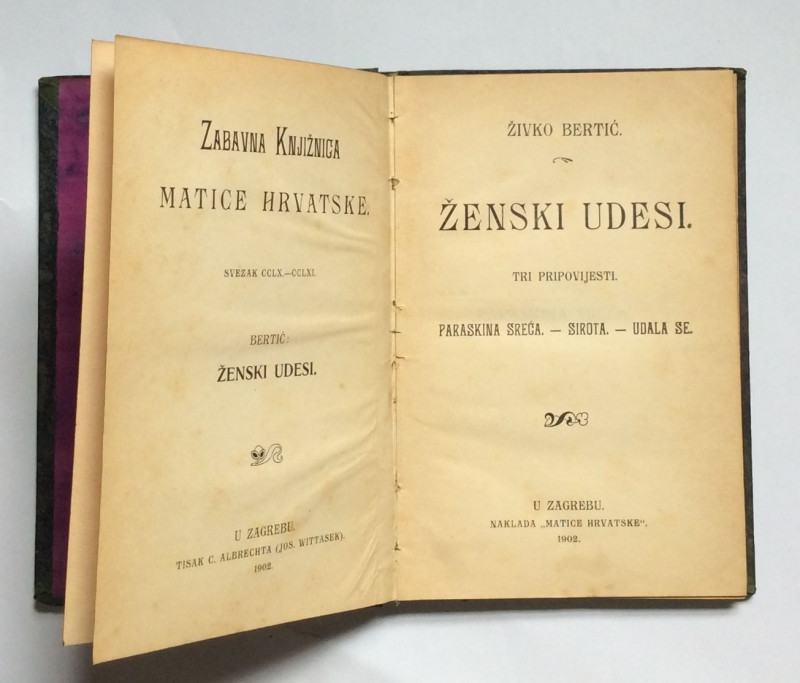 ZABAVNA KNJIŽNICA
MATICE HRVATSKE.
SVEZAK CCLX.—CCLXI.
BERTIĆ:
ŽENSKI UDESI.
U ZAGREBU.
TISAK C. ALBRECHTA (JOS. WITTASEK).
1902.
ŽIVKO BERTIĆ.
ŽENSKI UDESI.
TRI PRIPOVIJESTI.
PARASKINA SREĆA. — SIROTA. — UDALA SE.
U ZAGREBU.
NAKLADA „MATICE HRVATSKE“.
1902.